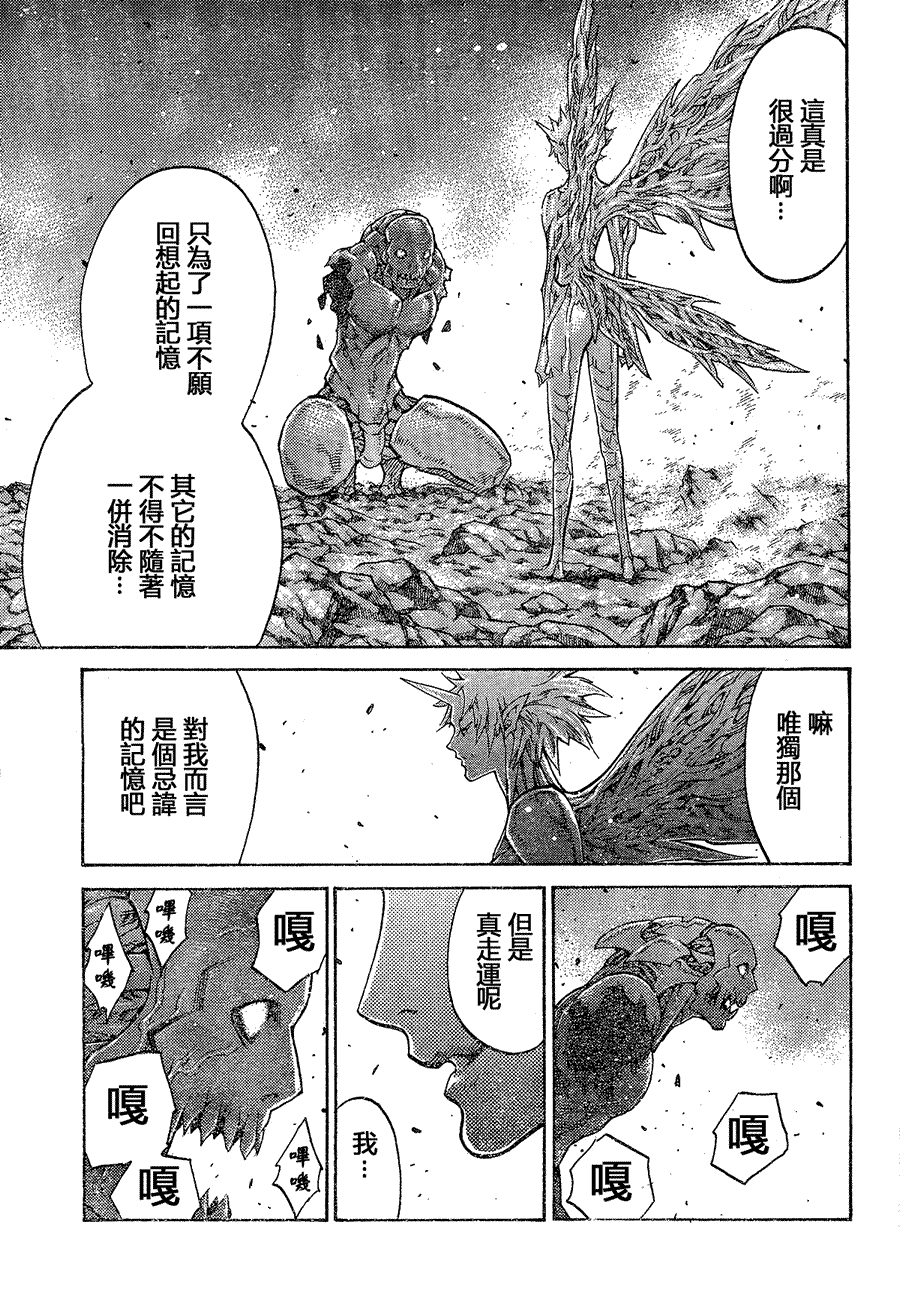 這真是
很過分啊…
只為了一項不願
回想起的記憶
其它的記憶
不得不隨著
一併消除…
嘛
唯獨那個
對我而言
是個忌諱
的記憶吧
嘎
嘎
嘎
但是
真走運呢
我…
嘎
嗶嘰
嗶嘰
嘎
嘎
嗶嘰